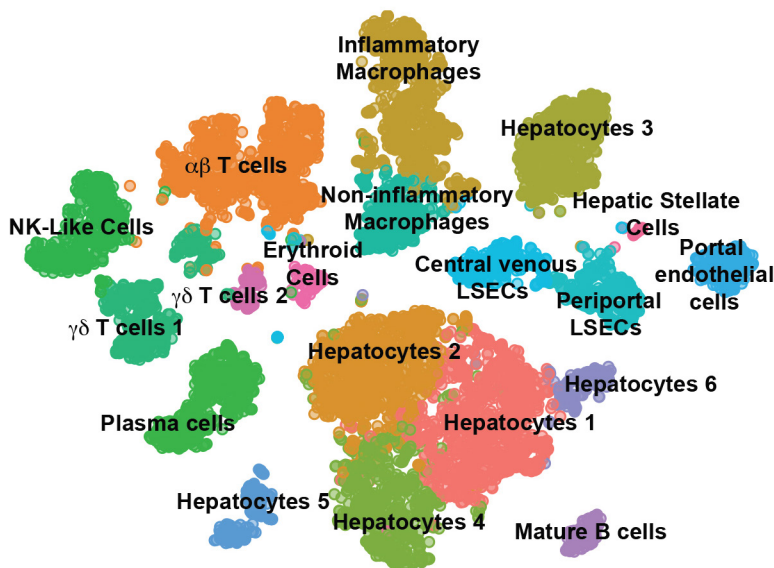 Inflammatory
Macrophages
Hepatocytes 3
αβ T cells
Non-inflammatory
Macrophages
Hepatic Stellate
Cells
NK-Like Cells
Erythroid
Cells
Central venous
LSECs
Portal
endothelial
cells
γδ T cells 2
Periportal
LSECs
γδ T cells 1
Hepatocytes 2
Hepatocytes 6
Plasma cells
Hepatocytes 1
Hepatocytes 5
Hepatocytes 4
Mature B cells